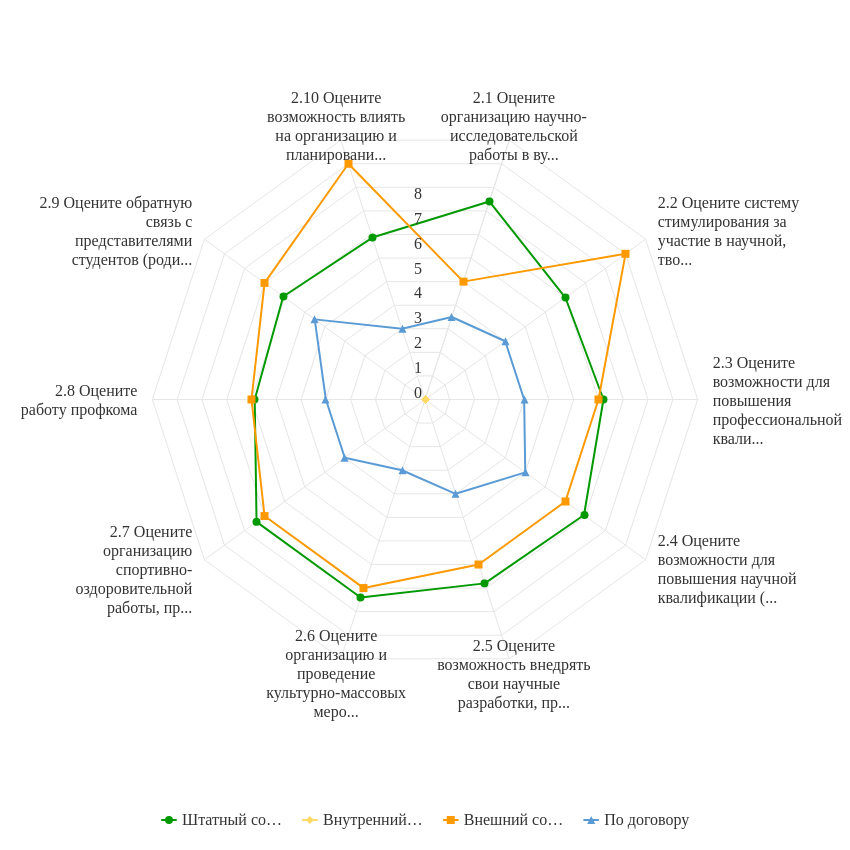 2.10 Оцените
возможность влиять
на организацию и
планировани...
2.1 Оцените
организацию научно-
исследовательской
работы в ву...
2.9 Оцените обратную
связь с
представителями
студентов (роди...
2.2 Оцените систему
стимулирования за
участие в научной,
тво...
8
7
6
5
4
3
2
1
0
2.8 Оцените
работу профкома
2.3 Оцените
возможности для
повышения
профессиональной
квали...
2.7 Оцените
организацию
спортивно-
оздоровительной
работы, пр...
2.4 Оцените
возможности для
повышения научной
квалификации (...
2.6 Оцените
организацию и
проведение
культурно-массовых
меро...
2.5 Оцените
возможность внедрять
свои научные
разработки, пр...
Штатный со… Внутренний… Внешний со… По договору